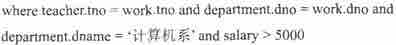 where teacher.tno = work.tno and department.dno = work.dno and
department.dname = ‘计算机系’ and salary > 5000